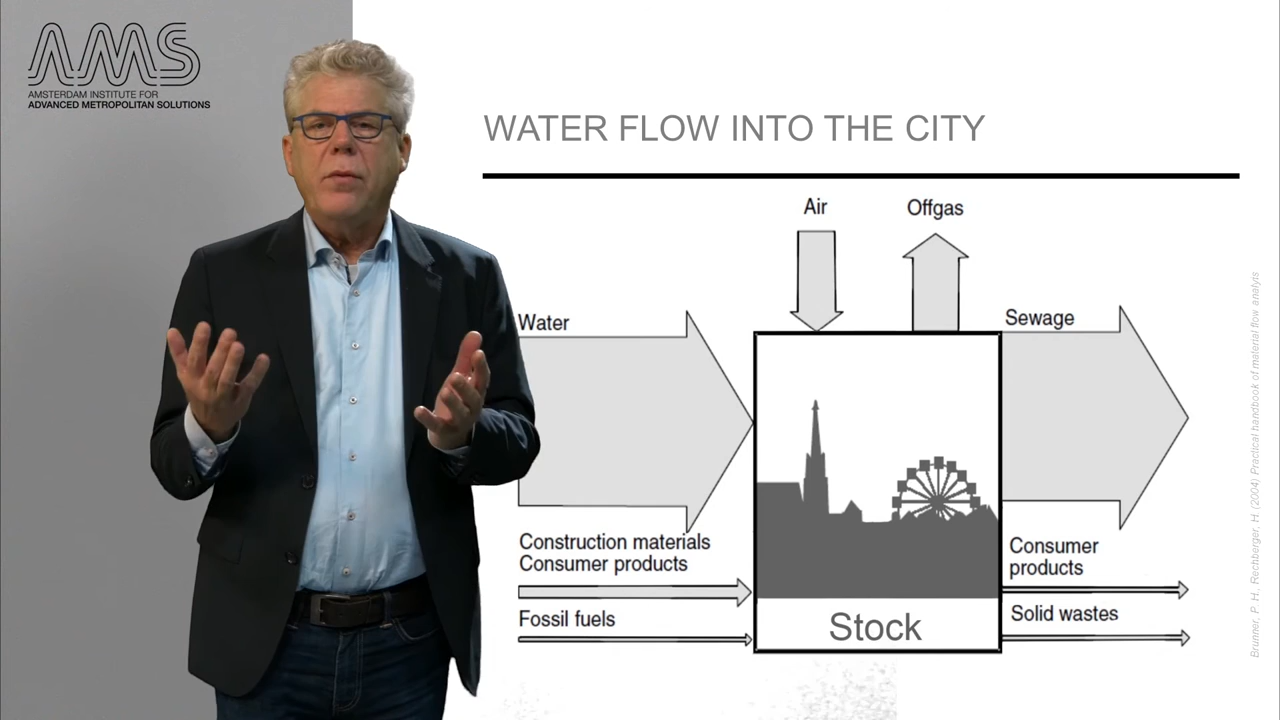 AMS
AMSTERDAM INSTITUTE FOR
ADVANCED METROPOLITAN SOLUTIONS
WATER FLOW INTO THE CITY
Air
Offgas
Water
Sewage
Construction materials
Consumer products
Fossil fuels
Consumer
products
Solid wastes
Stock
Brunner, P. H., Rechberger, H. (2004) Practical handbook of material flow analyts